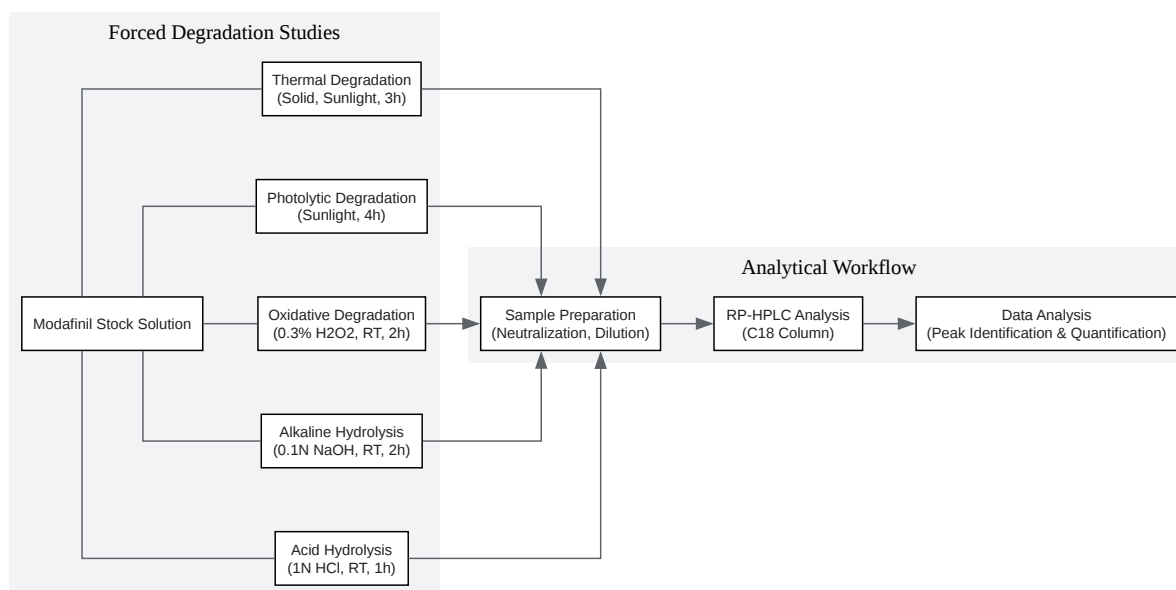 Forced Degradation Studies
Thermal Degradation
(Solid, Sunlight, 3h)
Photolytic Degradation
(Sunlight, 4h)
Analytical Workflow
Modafinil Stock Solution
Oxidative Degradation
(0.3% H2O2, RT, 2h)
Sample Preparation
(Neutralization, Dilution)
RP-HPLC Analysis
(C18 Column)
Data Analysis
(Peak Identification & Quantification)
Alkaline Hydrolysis
(0.1N NaOH, RT, 2h)
Acid Hydrolysis
(1N HCl, RT, 1h)